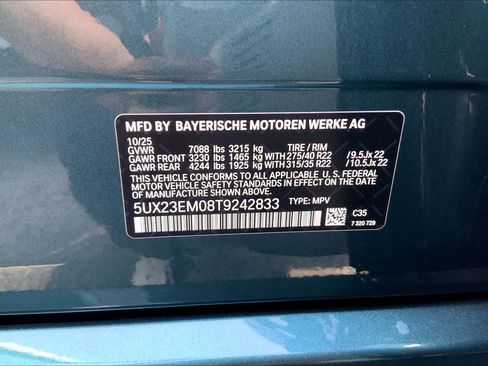 MFD BY BAYERISCHE MOTOREN WERKE AG
10/25
GVWR 7088 lbs 3215 kg TIRE / RIM
GAWR FRONT 3230 lbs 1465 kg WITH 275/40 R22 /9.5Jx 22
GAWR REAR 4244 lbs 1925 kg WITH 315/35 R22 /10.5Jx 22
THIS VEHICLE CONFORMS TO ALL APPLICABLE U.S. FEDERAL
MOTOR VEHICLE SAFETY STANDARDS IN EFFECT ON THE
DATE OF MANUFACTURE SHOWN ABOVE.
5UX23EM08T9242833 TYPE: MPV C35
7 320 729